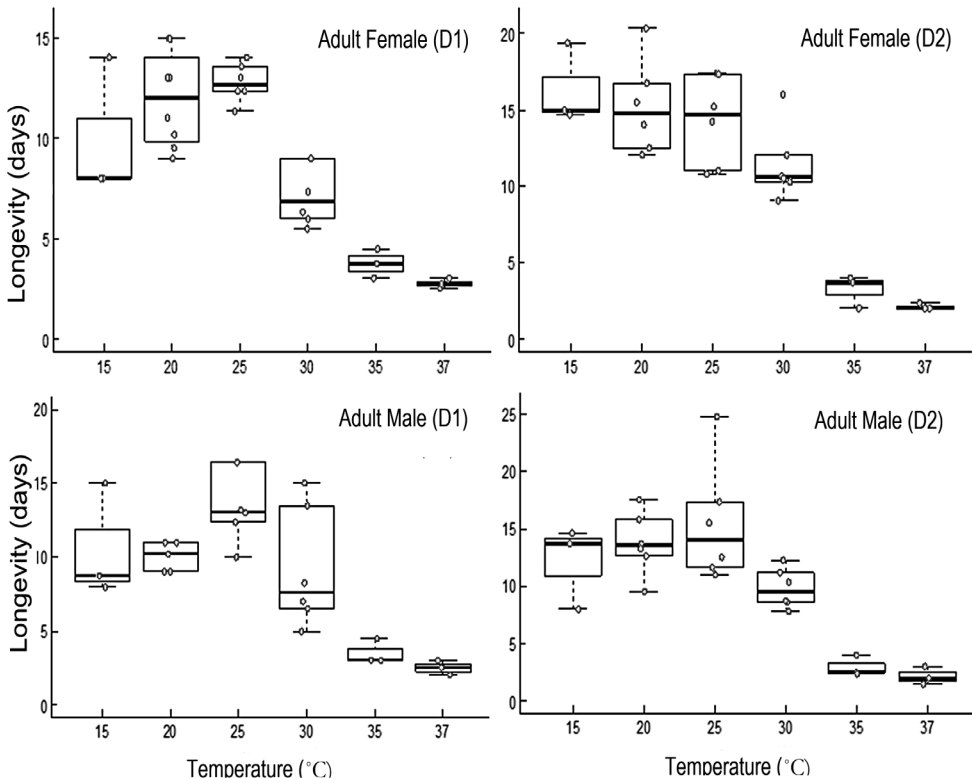 Adult Female (D1)
Longevity (days)
15
10
5
0
15 20 25 30 35 37
Adult Female (D2)
20
15
10
5
0
15 20 25 30 35 37
Adult Male (D1)
Longevity (days)
20
15
10
5
0
15 20 25 30 35 37
Temperature (°C)
Adult Male (D2)
25
20
15
10
5
0
15 20 25 30 35 37
Temperature (°C)